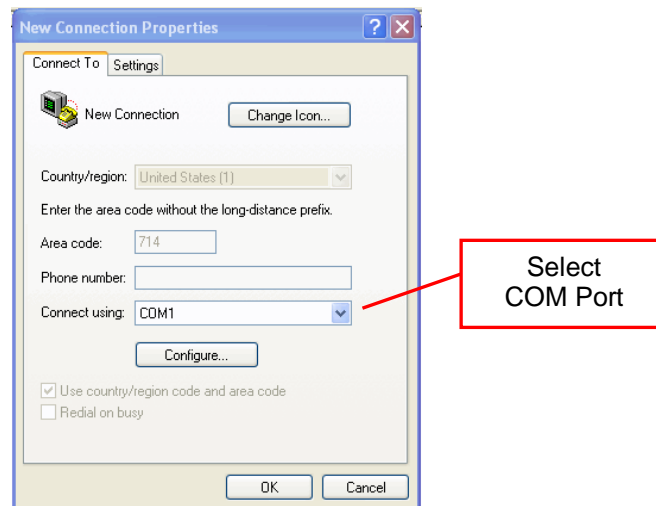 New Connection Properties
Connect To Settings
New Connection Change Icon...
Country/region: United States (1)
Enter the area code without the long-distance prefix.
Area code: 714
Phone number:
Connect using: COM1
Select
COM Port
Configure...
Use country/region code and area code
Redial on busy
OK Cancel